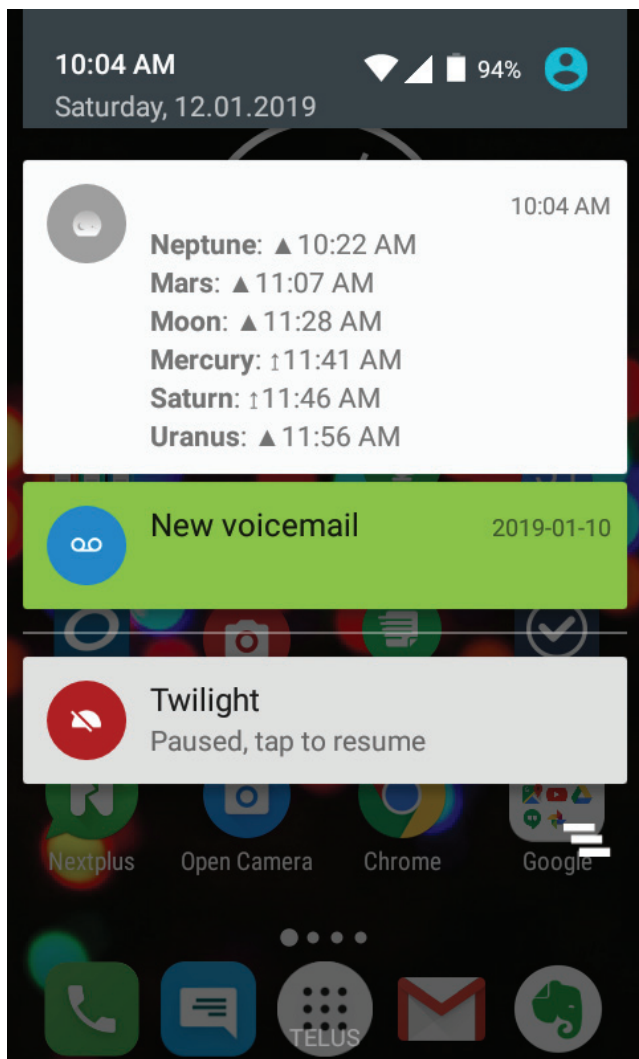 10:04 AM
94%
Saturday, 12.01.2019
10:04 AM
Neptune: ▲10:22 AM
Mars: ▲11:07 AM
Moon: ▲11:28 AM
Mercury: ↥11:41 AM
Saturn: ↥11:46 AM
Uranus: ▲11:56 AM
New voicemail
2019-01-10
Twilight
Paused, tap to resume
Nextplus
Open Camera
Chrome
Google
TELUS